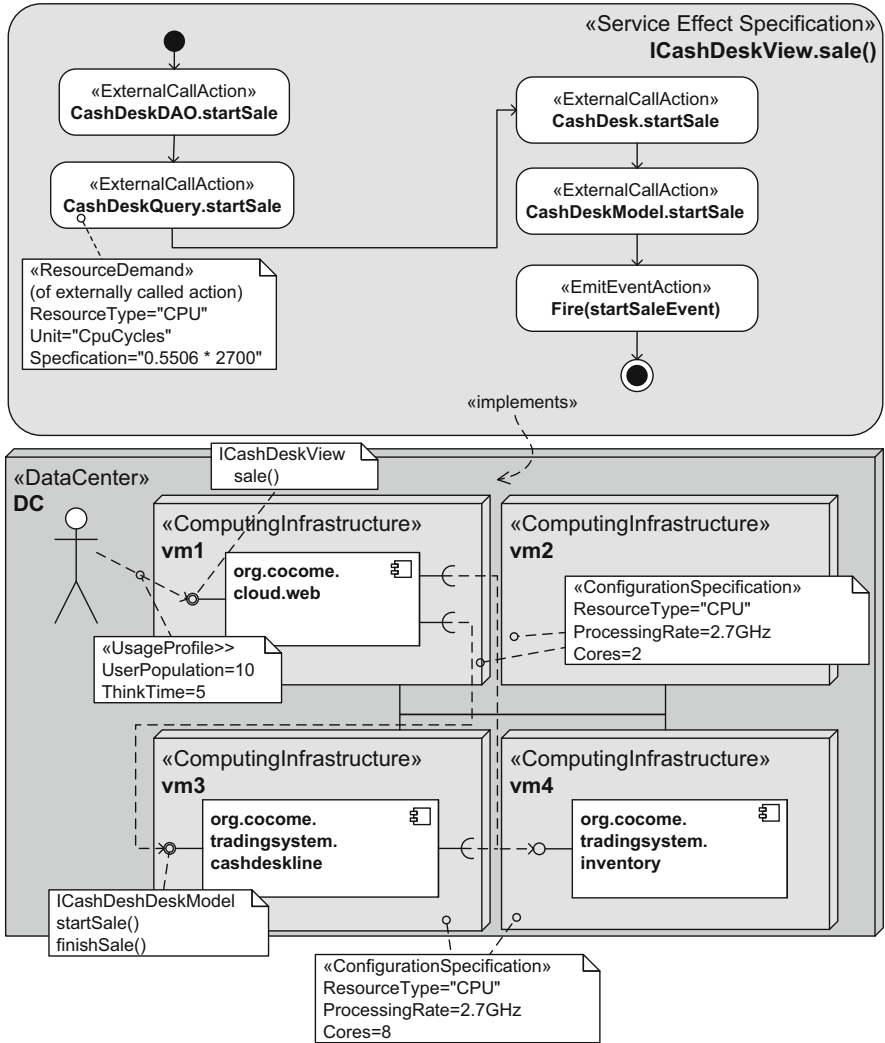 «Service Effect Specification»
ICashDeskView.sale()
«ExternalCallAction»
CashDeskDAO.startSale
«ExternalCallAction»
CashDeskQuery.startSale
«ResourceDemand»
(of externally called action)
ResourceType="CPU"
Unit="CpuCycles"
Specfication="0.5506 * 2700"
«ExternalCallAction»
CashDesk.startSale
«ExternalCallAction»
CashDeskModel.startSale
«EmitEventAction»
Fire(startSaleEvent)
«implements»
«DataCenter»
DC
ICashDeskView
sale()
«ComputingInfrastructure»
vm1
org.cocome.
cloud.web
«UsageProfile>>
UserPopulation=10
ThinkTime=5
«ComputingInfrastructure»
vm2
«ConfigurationSpecification»
ResourceType="CPU"
ProcessingRate=2.7GHz
Cores=2
«ComputingInfrastructure»
vm3
org.cocome.
tradingsystem.
cashdeskline
ICashDeshDeskModel
startSale()
finishSale()
«ComputingInfrastructure»
vm4
org.cocome.
tradingsystem.
inventory
«ConfigurationSpecification»
ResourceType="CPU"
ProcessingRate=2.7GHz
Cores=8